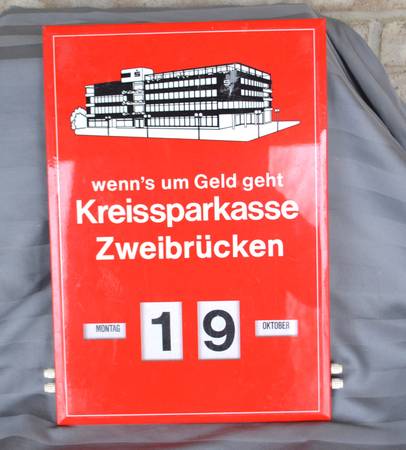 wenn's um Geld geht
Kreissparkasse
Zweibrücken
MONTAG 19 OKTOBER